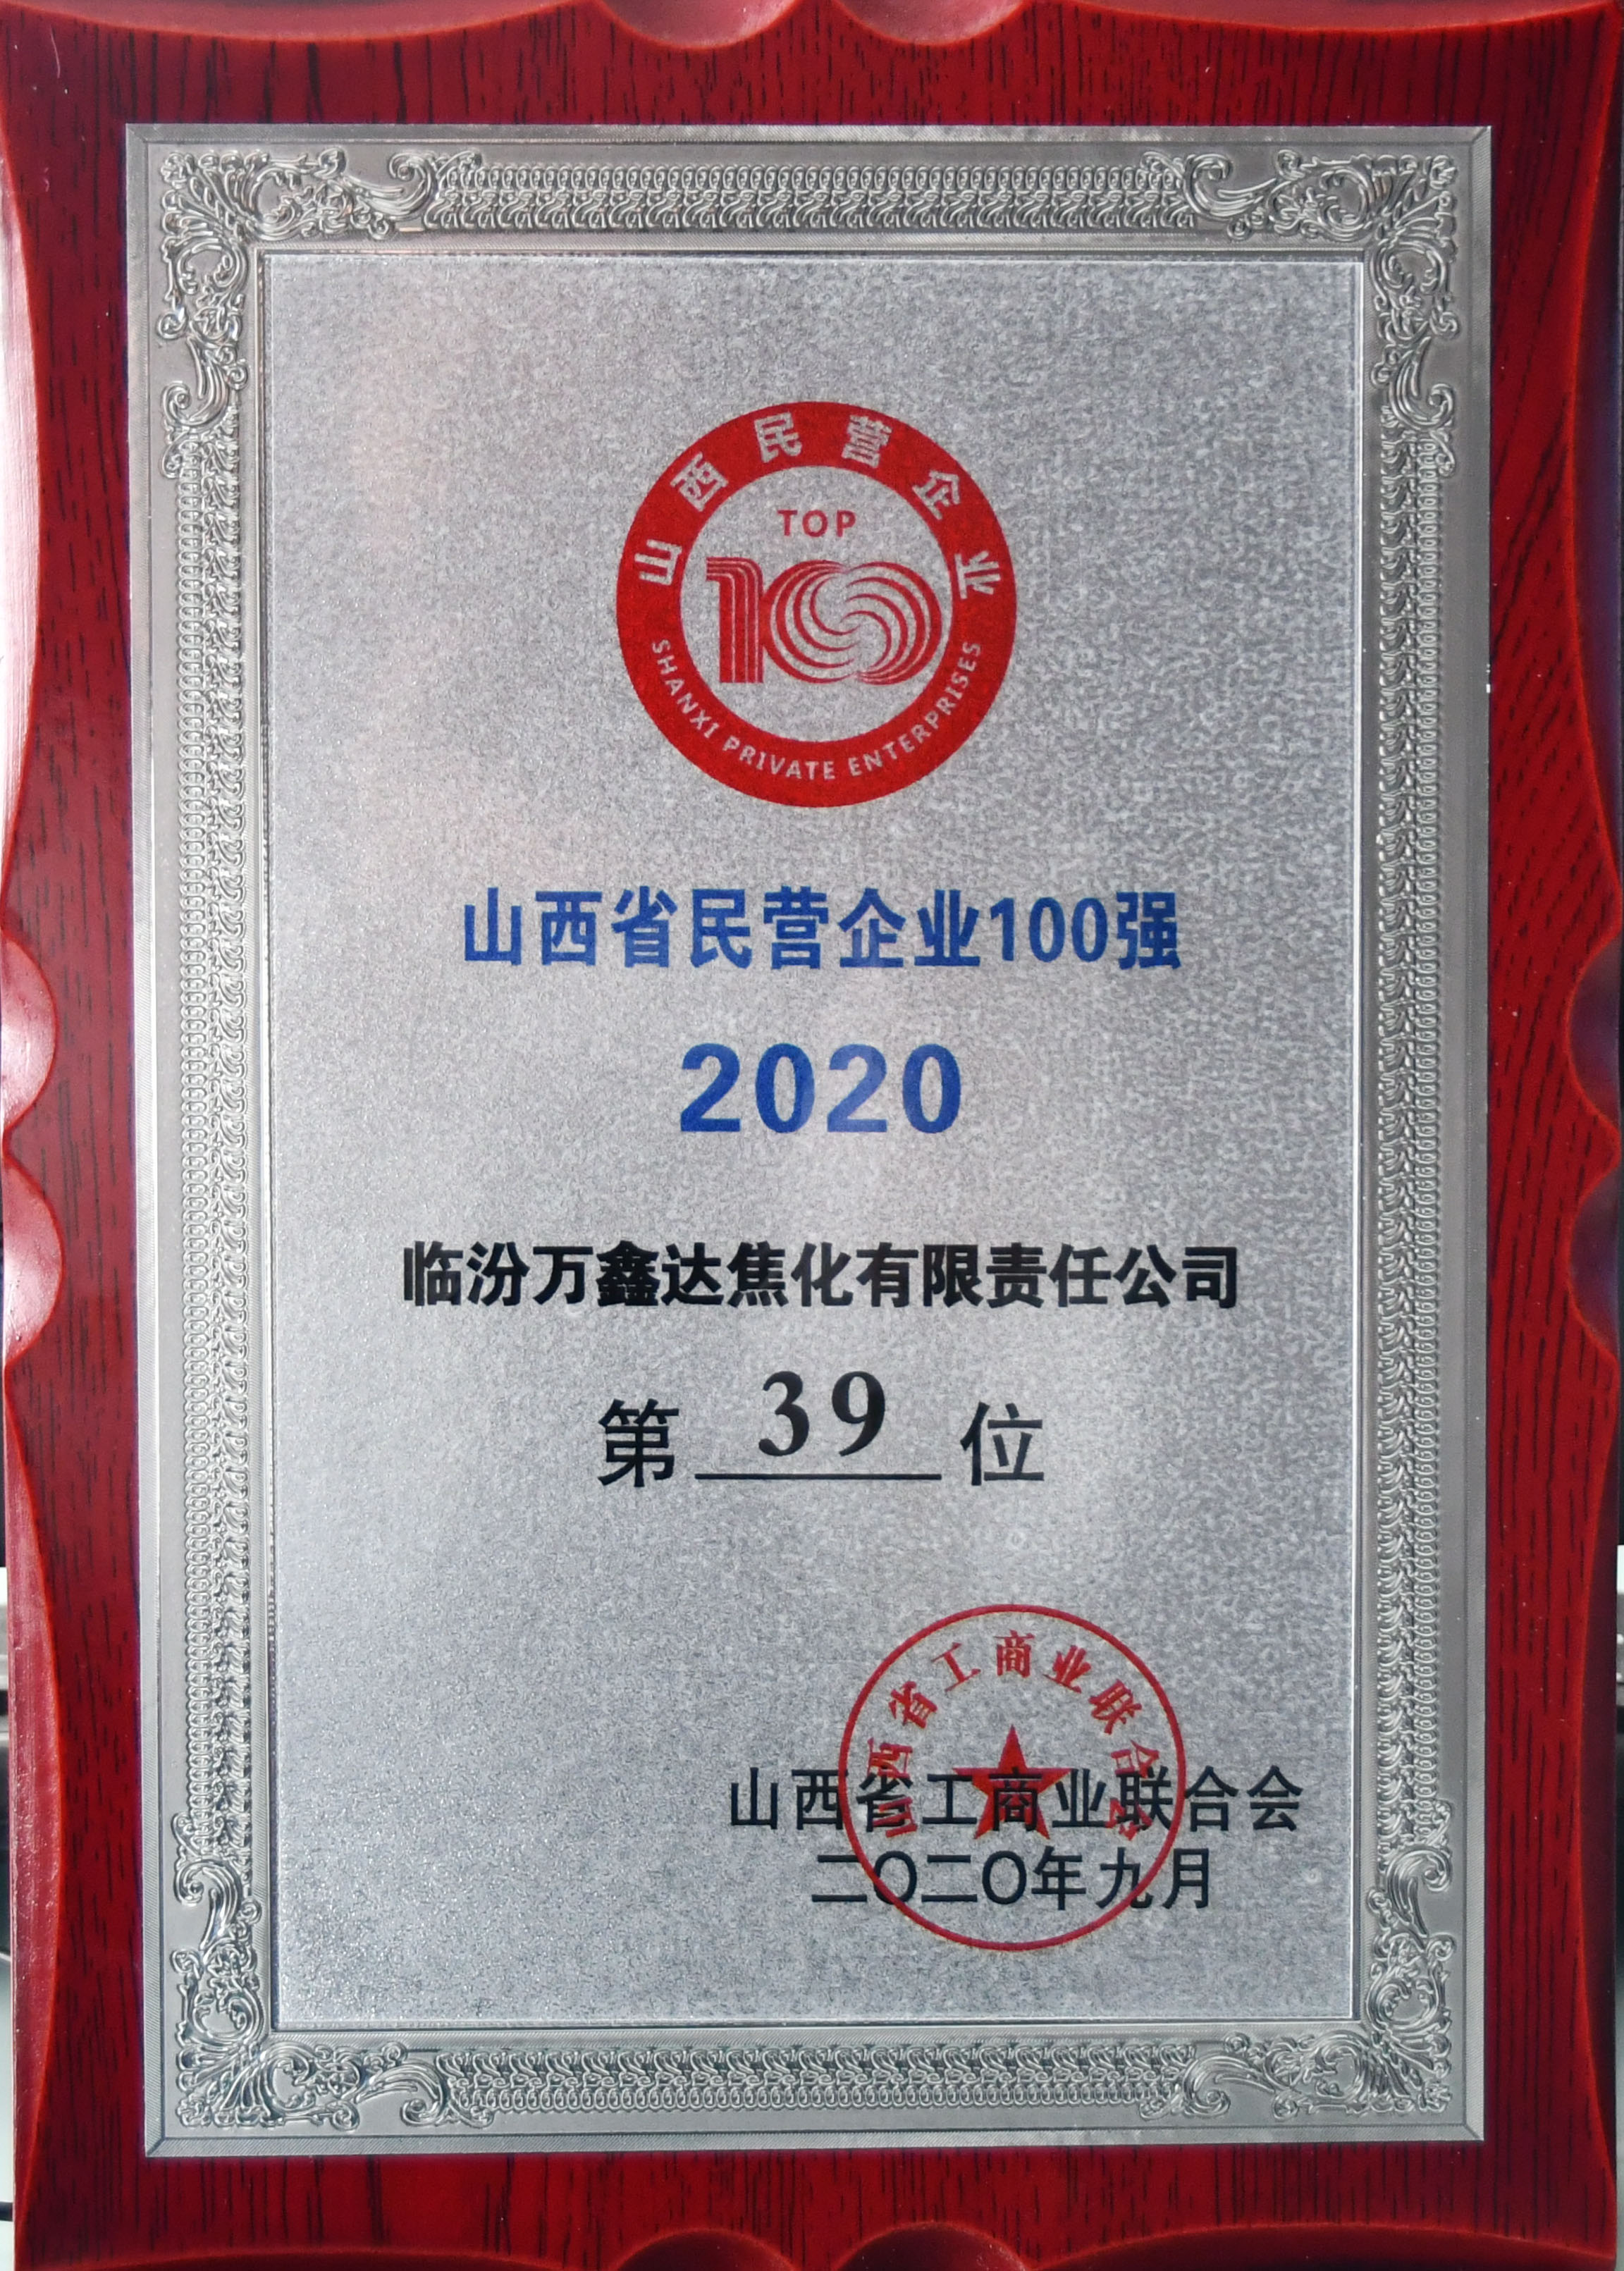 山西民营企业
TOP
100
SHANXI PRIVATE ENTERPRISES
山西省民营企业100强
2020
临汾万鑫达焦化有限责任公司
第 39 位
山西省工商业联合会
山西省工商业联合会
二〇二〇年九月